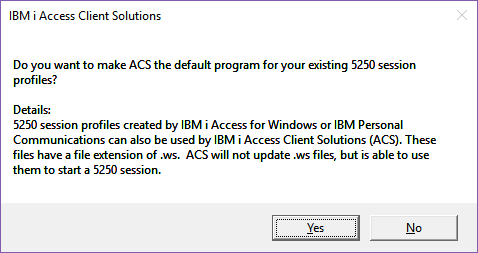 IBM i Access Client Solutions
Do you want to make ACS the default program for your existing 5250 session
profiles?
Details:
5250 session profiles created by IBM i Access for Windows or IBM Personal
Communications can also be used by IBM i Access Client Solutions (ACS). These
files have a file extension of .ws.  ACS will not update .ws files, but is able to use
them to start a 5250 session.
Yes No